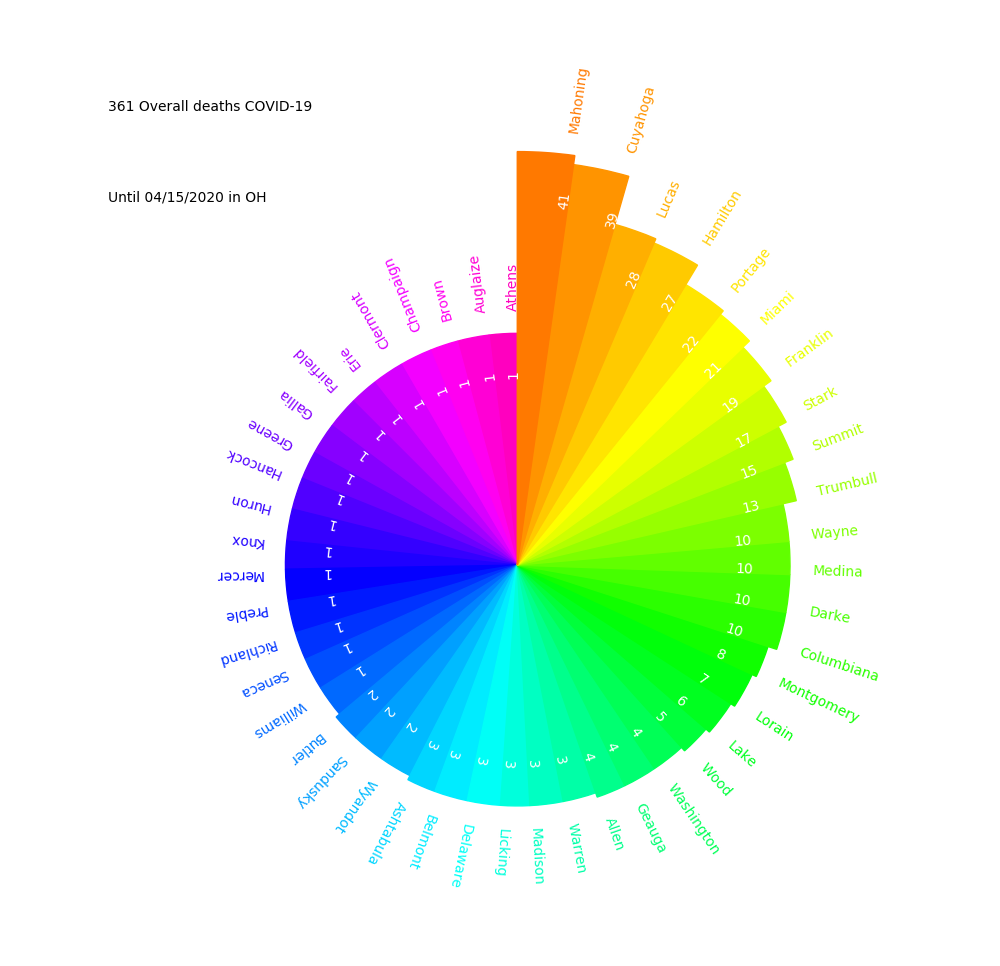 361 Overall deaths COVID-19
Until 04/15/2020 in OH
Mahoning
41
Cuyahoga
39
Lucas
28
Hamilton
27
Portage
22
Miami
21
Franklin
19
Stark
17
Summit
15
Trumbull
13
Wayne
10
Medina
10
Darke
10
Columbiana
10
Montgomery
8
Lorain
7
Lake
6
Wood
5
Washington
4
Geauga
4
Allen
4
Warren
3
Madison
3
Licking
3
Delaware
3
Belmont
3
Ashtabula
3
Wyandot
2
Sandusky
2
Butler
2
Williams
1
Seneca
1
Richland
1
Preble
1
Mercer
1
Knox
1
Huron
1
Hancock
1
Greene
1
Gallia
1
Fairfield
1
Erie
1
Clermont
1
Champaign
1
Brown
1
Auglaize
1
Athens
1